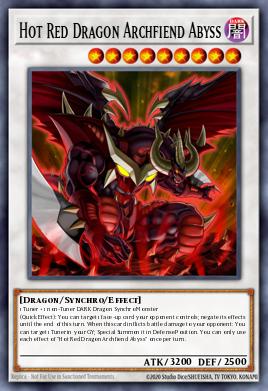 HOT RED DRAGON ARCHFIEND ABYSS
DARK
闇
[DRAGON/SYNCHRO/EFFECT]
1 Tuner + 1 non-Tuner DARK Dragon Synchro Monster
(Quick Effect): You can target 1 face-up card your opponent controls; negate its effects
until the end of this turn. When this card inflicts battle damage to your opponent: You
can target 1 Tuner in your GY; Special Summon it in Defense Position. You can only use
each effect of "Hot Red Dragon Archfiend Abyss" once per turn.
ATK/3200 DEF/2500
Replica - Not For Use in Sanctioned Tournaments
©2020 Studio Dice/SHUEISHA, TV TOKYO, KONAMI